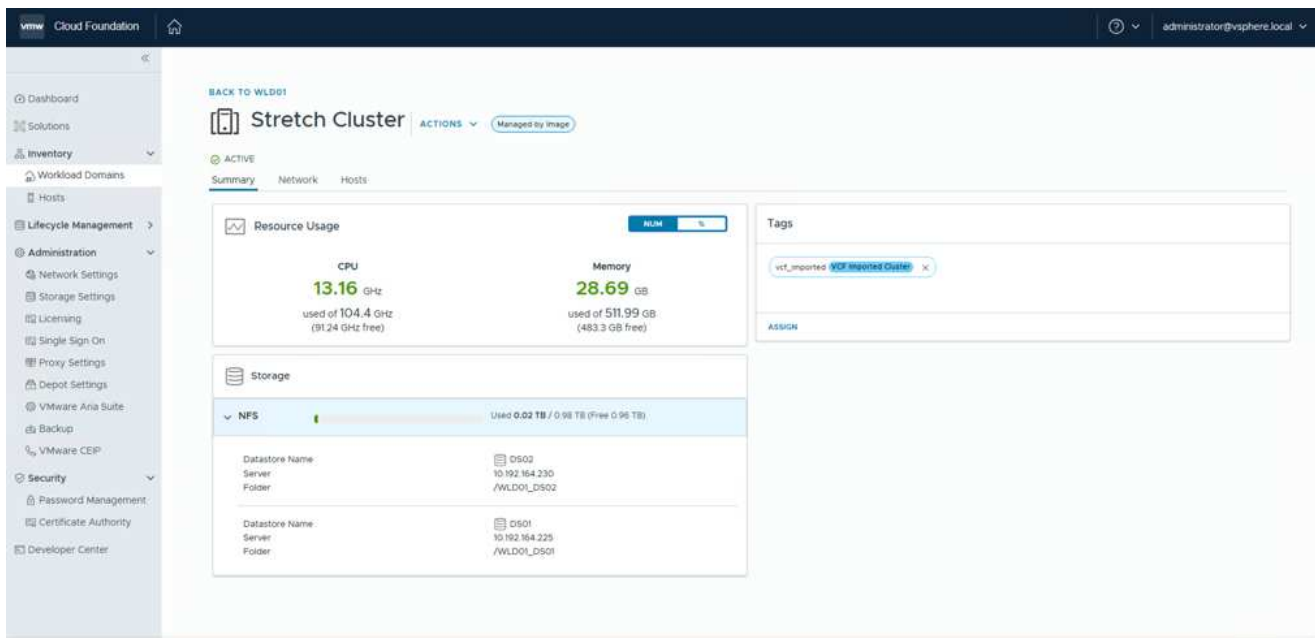 vmw Cloud Foundation
administrator@vsphere.local
Dashboard
Solutions
Inventory
Workload Domains
Hosts
Lifecycle Management
Administration
Network Settings
Storage Settings
Licensing
Single Sign On
Proxy Settings
Depot Settings
VMware Aria Suite
Backup
VMware CEIP
Security
Password Management
Certificate Authority
Developer Center
BACK TO WLD01
Stretch Cluster ACTIONS Managed by Image
ACTIVE
Summary Network Hosts
Resource Usage NUM %
CPU Memory
13.16 GHz 28.69 GB
used of 104.4 GHz used of 511.99 GB
(91.24 GHz free) (483.3 GB free)
Storage
NFS Used 0.02 TB / 0.98 TB (Free 0.96 TB)
Datastore Name DS02
Server 10.192.164.230
Folder /WLD01_DS02
Datastore Name DS01
Server 10.192.164.225
Folder /WLD01_DS01
Tags
vcf_imported VCF Imported Cluster
ASSIGN